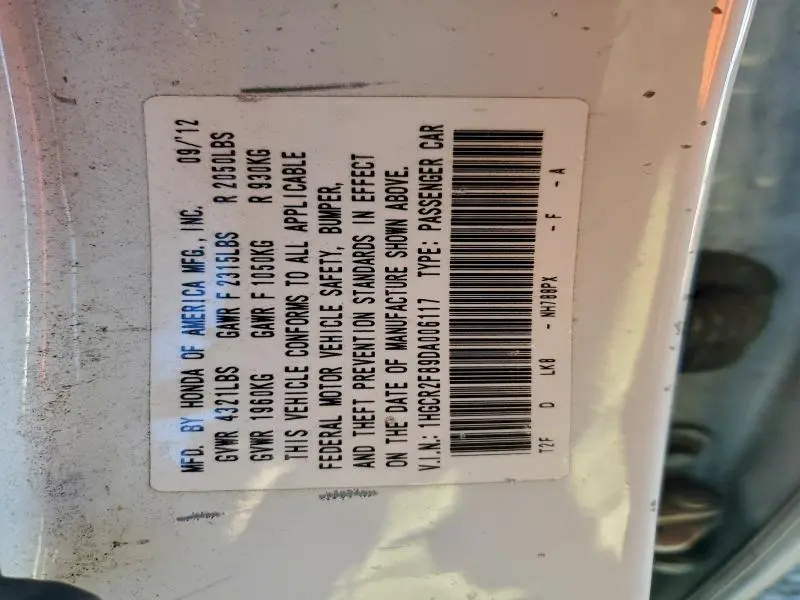 MFD. BY HONDA OF AMERICA MFG., INC. 09/'12
GVWR 4321LBS GAWR F 2315LBS R 2050LBS
GVWR 1960KG GAWR F 1050KG R 930KG
THIS VEHICLE CONFORMS TO ALL APPLICABLE
FEDERAL MOTOR VEHICLE SAFETY, BUMPER,
AND THEFT PREVENTION STANDARDS IN EFFECT
ON THE DATE OF MANUFACTURE SHOWN ABOVE.
V.I.N.: 1HGCR2F89DA006117 TYPE: PASSENGER CAR
T2F D LKB - NH788PX - F - A